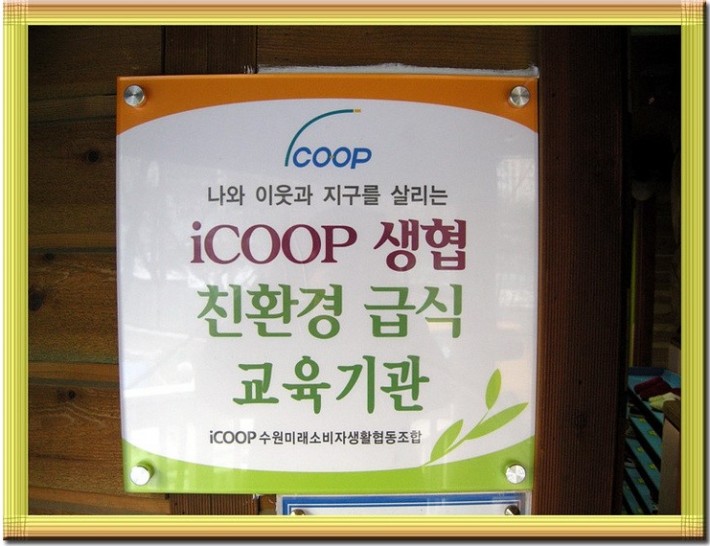 iCOOP
나와 이웃과 지구를 살리는
iCOOP 생협
친환경 급식
교육기관
iCOOP 수원미래소비자생활협동조합